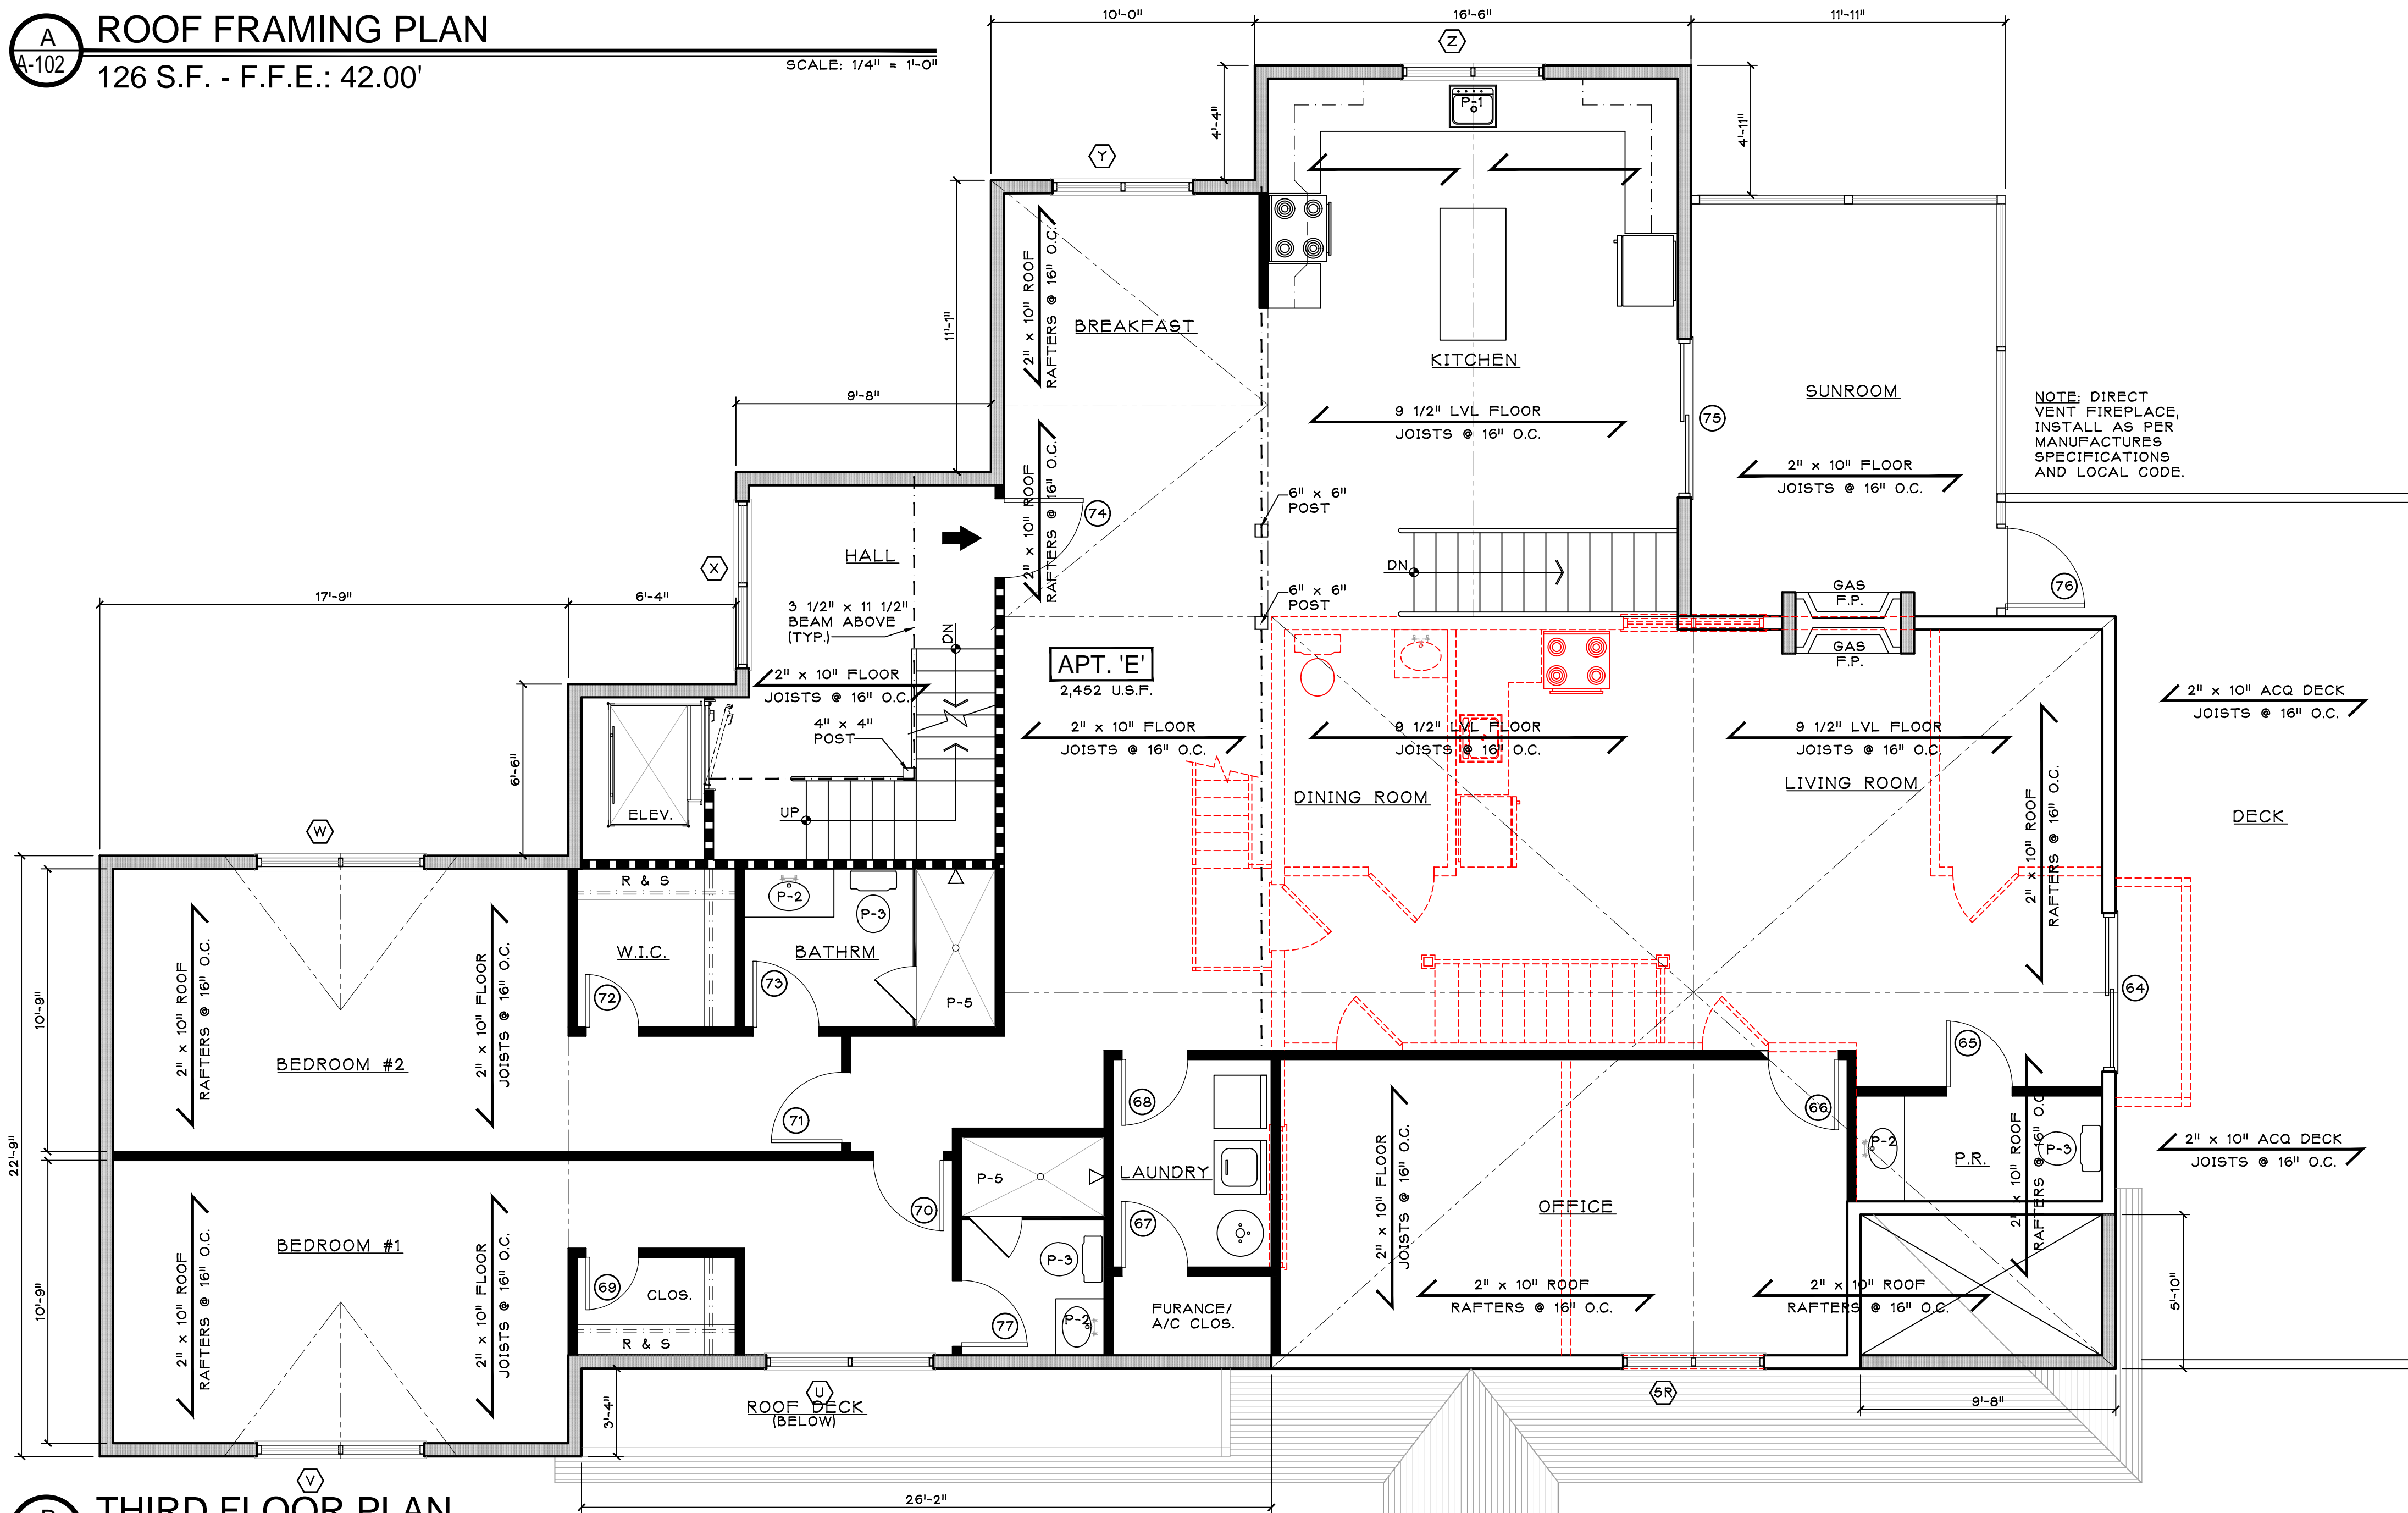 A
A-102
ROOF FRAMING PLAN
SCALE: 1/4" = 1'-0"
126 S.F. - F.F.E.: 42.00'
10'-0"
16'-6"
11'-11"
Z
4'-4"
4'-11"
P-1
Y
11'-1"
2" x 10" ROOF
RAFTERS @ 16" O.C.
BREAKFAST
KITCHEN
9 1/2" LVL FLOOR
JOISTS @ 16" O.C.
75
SUNROOM
2" x 10" FLOOR
JOISTS @ 16" O.C.
NOTE: DIRECT
VENT FIREPLACE,
INSTALL AS PER
MANUFACTURES
SPECIFICATIONS
AND LOCAL CODE.
9'-8"
2" x 10" ROOF
RAFTERS @ 16" O.C.
74
6" x 6"
POST
HALL
X
DN
76
GAS
F.P.
GAS
F.P.
17'-9"
6'-4"
3 1/2" x 11 1/2"
BEAM ABOVE
(TYP.)
DN
6" x 6"
POST
APT. 'E'
2,452 U.S.F.
2" x 10" FLOOR
JOISTS @ 16" O.C.
4" x 4"
POST
2" x 10" FLOOR
JOISTS @ 16" O.C.
9 1/2" LVL FLOOR
JOISTS @ 16" O.C.
9 1/2" LVL FLOOR
JOISTS @ 16" O.C.
2" x 10" ACQ DECK
JOISTS @ 16" O.C.
6'-6"
ELEV.
UP
DINING ROOM
LIVING ROOM
2" x 10" ROOF
RAFTERS @ 16" O.C.
DECK
W
22'-9"
10'-9"
R & S
P-2
P-3
W.I.C.
BATHRM
P-5
72
73
64
2" x 10" ROOF
RAFTERS @ 16" O.C.
2" x 10" FLOOR
JOISTS @ 16" O.C.
BEDROOM #2
71
68
65
66
P-2
P.R.
P-3
2" x 10" ROOF
RAFTERS @ 16" O.C.
2" x 10" ACQ DECK
JOISTS @ 16" O.C.
P-5
LAUNDRY
70
67
2" x 10" FLOOR
JOISTS @ 16" O.C.
OFFICE
10'-9"
2" x 10" ROOF
RAFTERS @ 16" O.C.
BEDROOM #1
2" x 10" FLOOR
JOISTS @ 16" O.C.
69
CLOS.
R & S
P-3
P-2
77
FURANCE/
A/C CLOS.
2" x 10" ROOF
RAFTERS @ 16" O.C.
2" x 10" ROOF
RAFTERS @ 16" O.C.
5'-10"
3'-4"
U
ROOF DECK
(BELOW)
5R
9'-8"
V
26'-2"
THIRD FLOOR PLAN